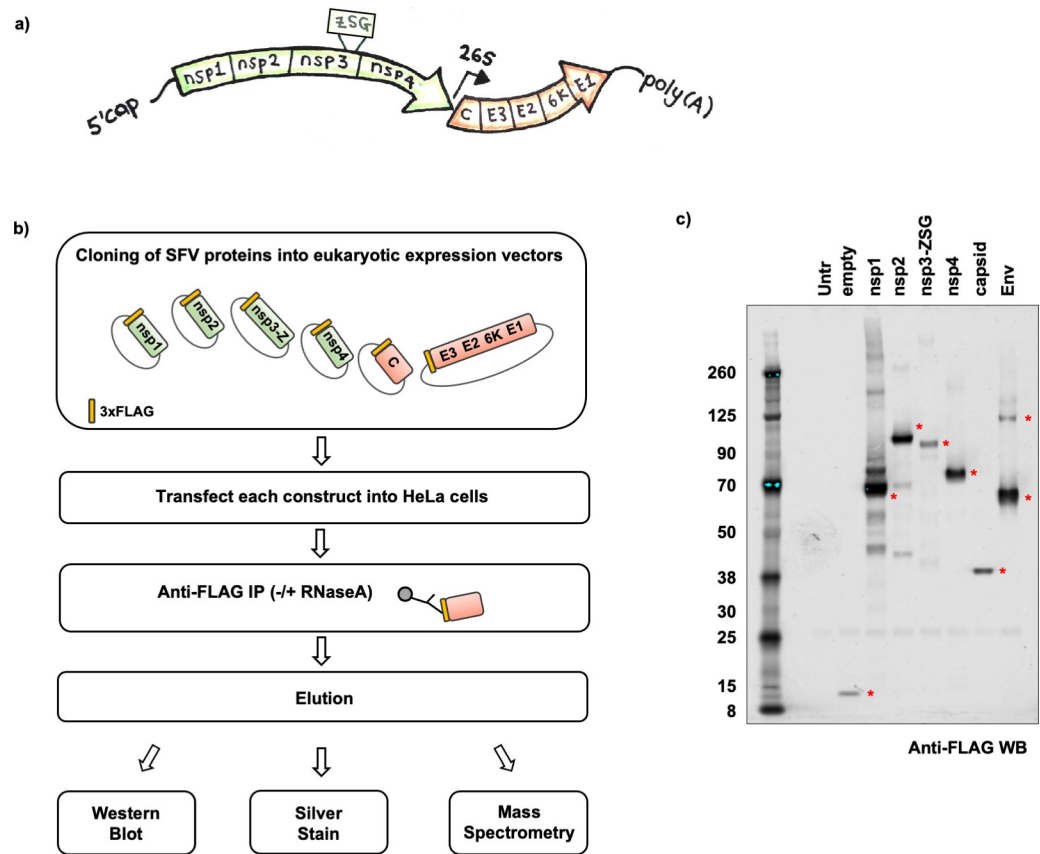 a)
ZSG
5'cap
nsp1 nsp2 nsp3 nsp4
26S
C E3 E2 6K E1
poly(A)
b)
Cloning of SFV proteins into eukaryotic expression vectors
nsp1
nsp2
nsp3-Z
nsp4
C
E3 E2 6K E1
3xFLAG
Transfect each construct into HeLa cells
Anti-FLAG IP (-/+ RNaseA)
Elution
Western
Blot
Silver
Stain
Mass
Spectrometry
c)
Untr
empty
nsp1
nsp2
nsp3-ZSG
nsp4
capsid
Env
260
125
90
70
50
38
30
25
15
8
*
*
*
*
*
*
*
*
Anti-FLAG WB